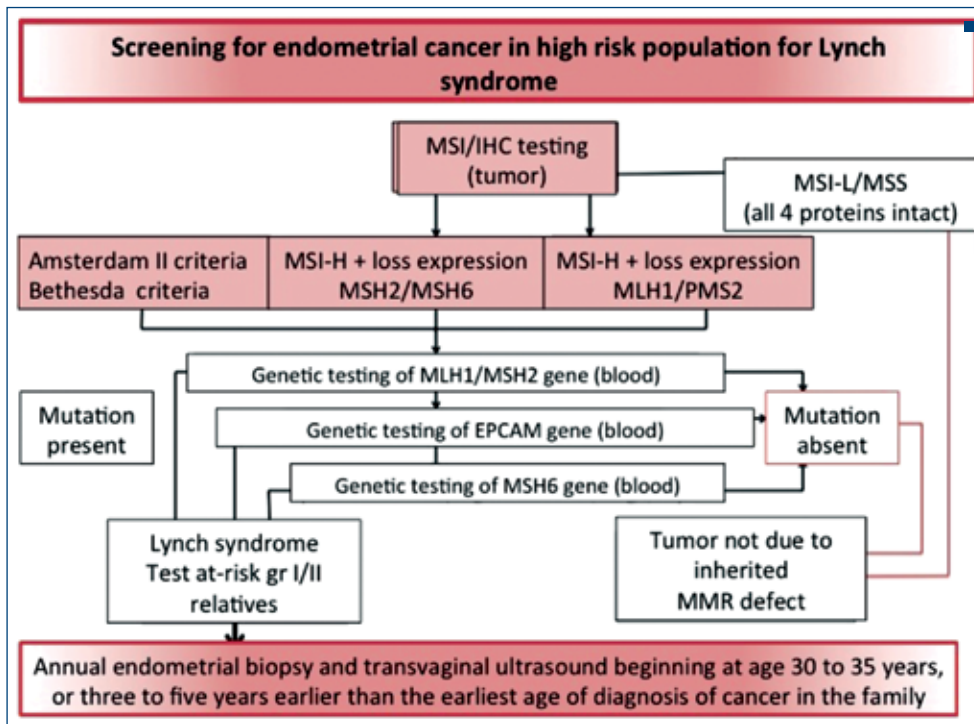 Screening for endometrial cancer in high risk population for Lynch
syndrome
MSI/IHC testing
(tumor)
MSI-L/MSS
(all 4 proteins intact)
Amsterdam II criteria
Bethesda criteria
MSI-H + loss expression
MSH2/MSH6
MSI-H + loss expression
MLH1/PMS2
Genetic testing of MLH1/MSH2 gene (blood)
Mutation
present
Genetic testing of EPCAM gene (blood)
Mutation
absent
Genetic testing of MSH6 gene (blood)
Lynch syndrome
Test at-risk gr I/II
relatives
Tumor not due to
inherited
MMR defect
Annual endometrial biopsy and transvaginal ultrasound beginning at age 30 to 35 years,
or three to five years earlier than the earliest age of diagnosis of cancer in the family